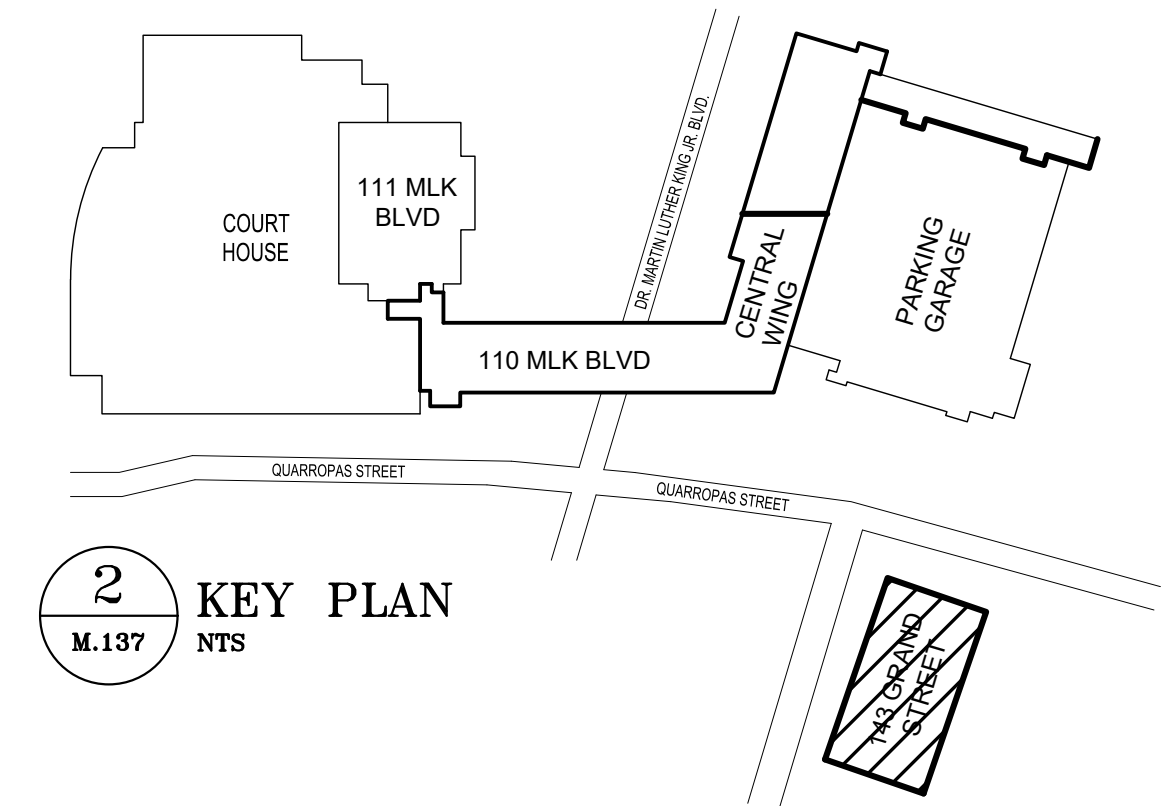 COURT
HOUSE
111 MLK
BLVD
DR. MARTIN LUTHER KING JR. BLVD.
CENTRAL
WING
PARKING
GARAGE
110 MLK BLVD
QUARROPAS STREET
QUARROPAS STREET
2
M.137
KEY PLAN
NTS
143 GRAND
STREET